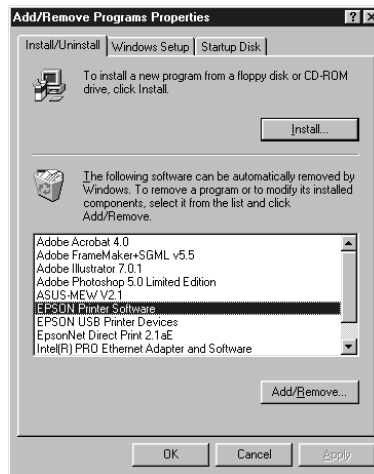 Add/Remove Programs Properties
Install/Uninstall Windows Setup Startup Disk
To install a new program from a floppy disk or CD-ROM
drive, click Install.
Install...
The following software can be automatically removed by
Windows. To remove a program or to modify its installed
components, select it from the list and click
Add/Remove.
Adobe Acrobat 4.0
Adobe FrameMaker+SGML v5.5
Adobe Illustrator 7.0.1
Adobe Photoshop 5.0 Limited Edition
ASUS-MEW V2.1
EPSON Printer Software
EPSON USB Printer Devices
EpsonNet Direct Print 2.1aE
Intel(R) PRO Ethernet Adapter and Software
Add/Remove...
OK Cancel Apply